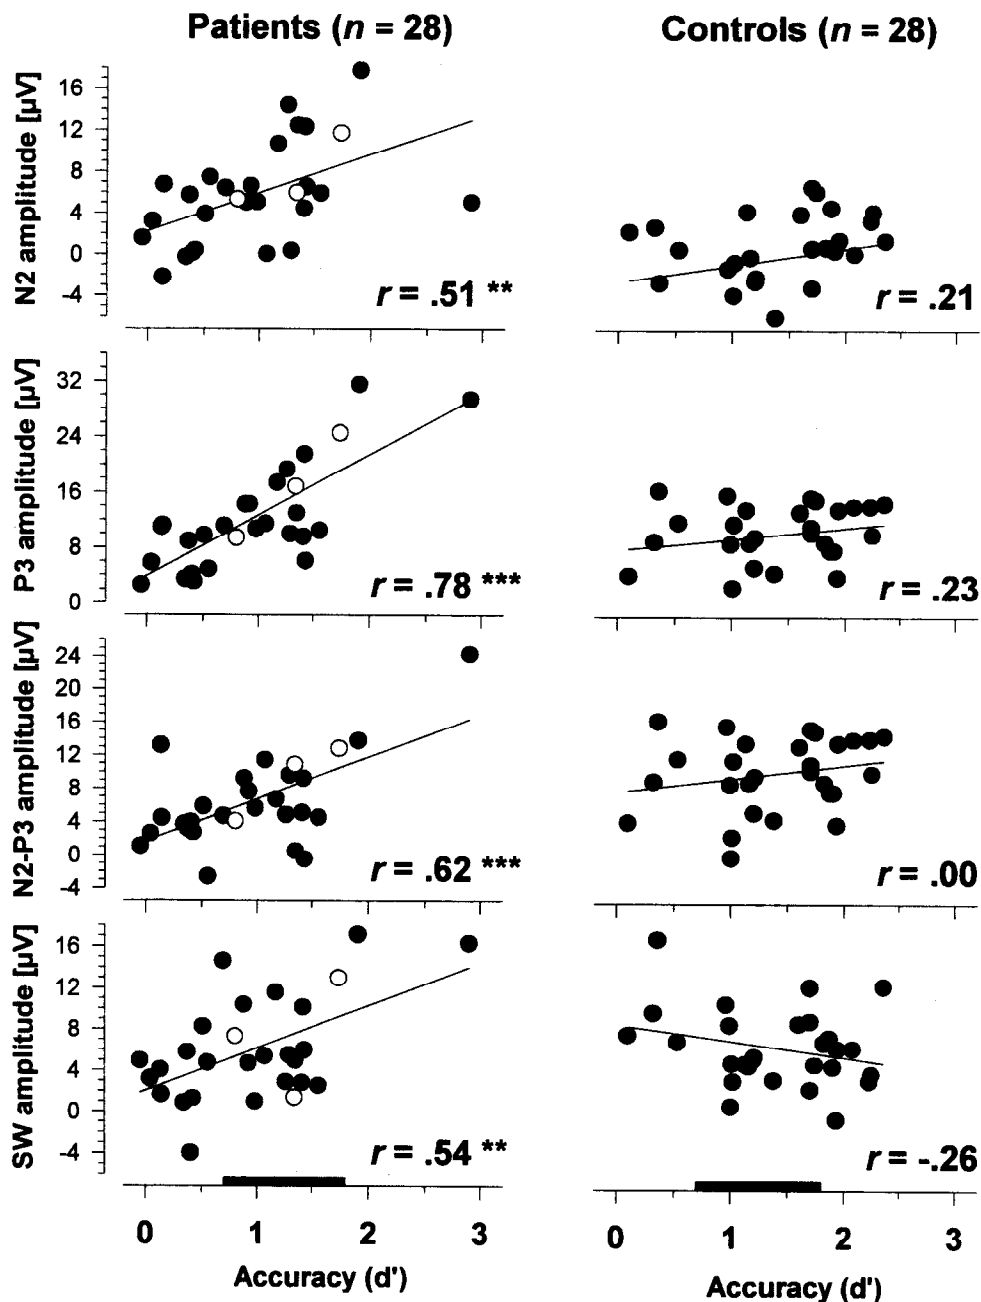 Patients (n = 28)
Controls (n = 28)
N2 amplitude [µV]
16
12
8
4
0
-4
r = .51 **
r = .21
P3 amplitude [µV]
32
24
16
8
0
r = .78 ***
r = .23
N2-P3 amplitude [µV]
24
20
16
12
8
4
0
-4
r = .62 ***
r = .00
SW amplitude [µV]
16
12
8
4
0
-4
r = .54 **
r = -.26
0 1 2 3
0 1 2 3
Accuracy (d')
Accuracy (d')